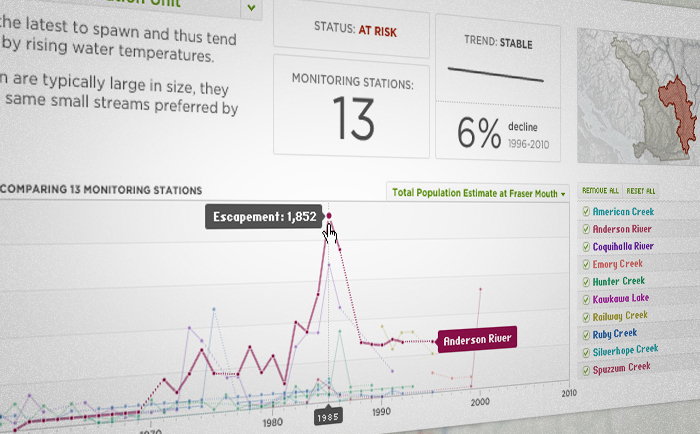 the latest to spawn and thus tend
by rising water temperatures.
n are typically large in size, they
same small streams preferred by
STATUS: AT RISK
MONITORING STATIONS:
13
TREND: STABLE
6% decline
1996-2010
COMPARING 13 MONITORING STATIONS
Total Population Estimate at Fraser Mouth
REMOVE ALL RESET ALL
American Creek
Anderson River
Coquihalla River
Emory Creek
Hunter Creek
Kawkawa Lake
Railway Creek
Ruby Creek
Silverhope Creek
Spuzzum Creek
Escapement: 1,852
Anderson River
1970
1980
1985
1990
2000
2010